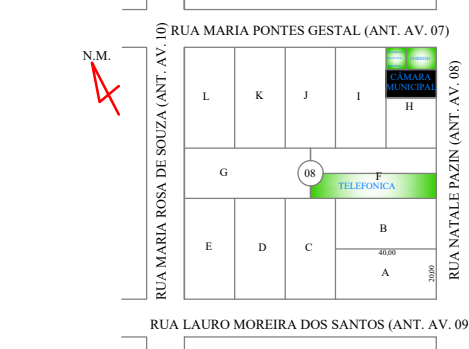 RUA MARIA PONTES GESTAL (ANT. AV. 07)
N.M.
RUA MARIA ROSA DE SOUZA (ANT. AV. 10)
CORREIO
CÂMARA
MUNICIPAL
L
K
J
I
H
RUA NATALE PAZIN (ANT. AV. 08)
G
08
F
TELEFONICA
E
D
C
B
40,00
A
20,00
RUA LAURO MOREIRA DOS SANTOS (ANT. AV. 09